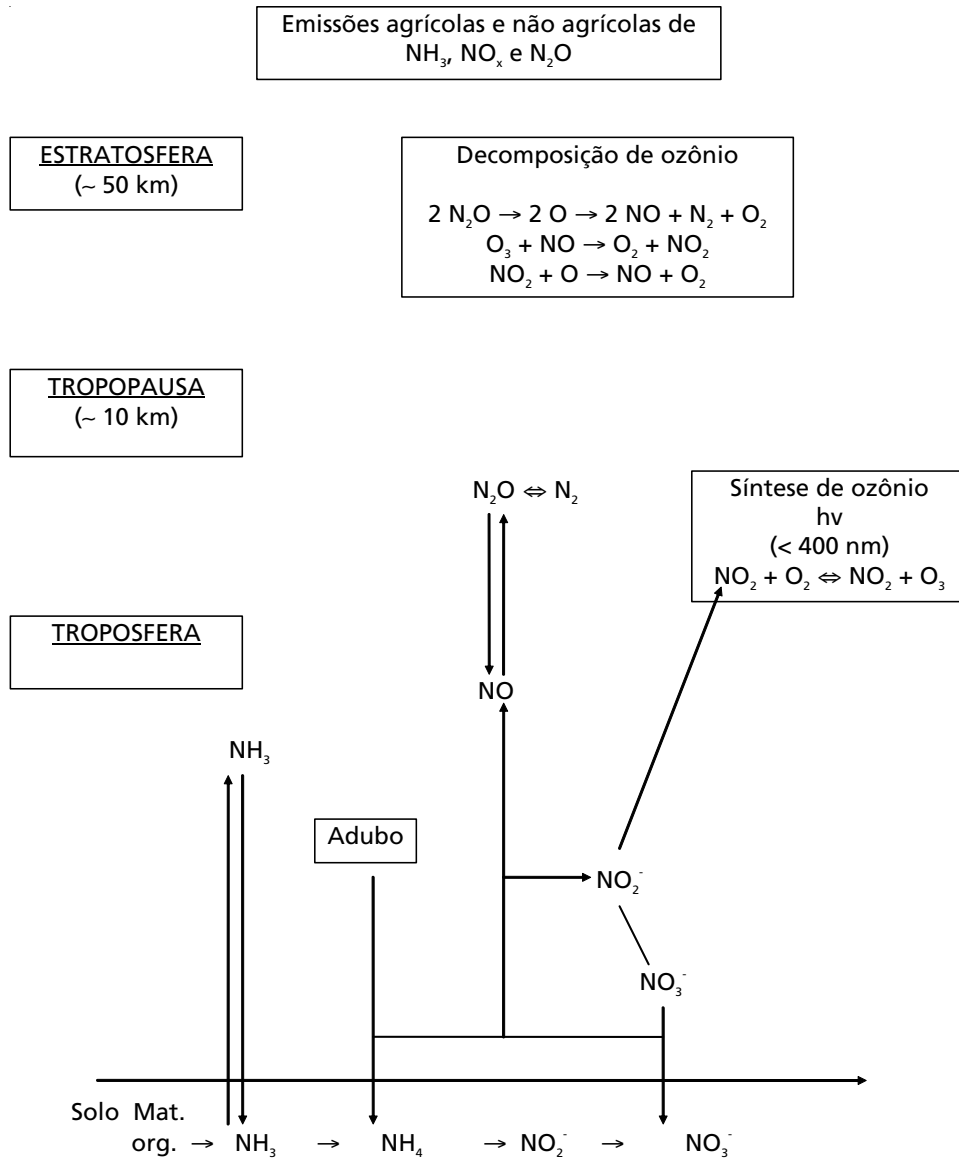 Emissões agrícolas e não agrícolas de
NH₃, NOₓ e N₂O
ESTRATOSFERA
(~ 50 km)
Decomposição de ozônio
2 N₂O → 2 O → 2 NO + N₂ + O₂
O₃ + NO → O₂ + NO₂
NO₂ + O → NO + O₂
TROPOPAUSA
(~ 10 km)
N₂O ⇔ N₂
Síntese de ozônio
hv
(< 400 nm)
NO₂ + O₂ ⇔ NO₂ + O₃
TROPOSFERA
NO
NH₃
Adubo
NO₂⁻
NO₃⁻
Solo Mat.
org. → NH₃ → NH₄ → NO₂⁻ → NO₃⁻